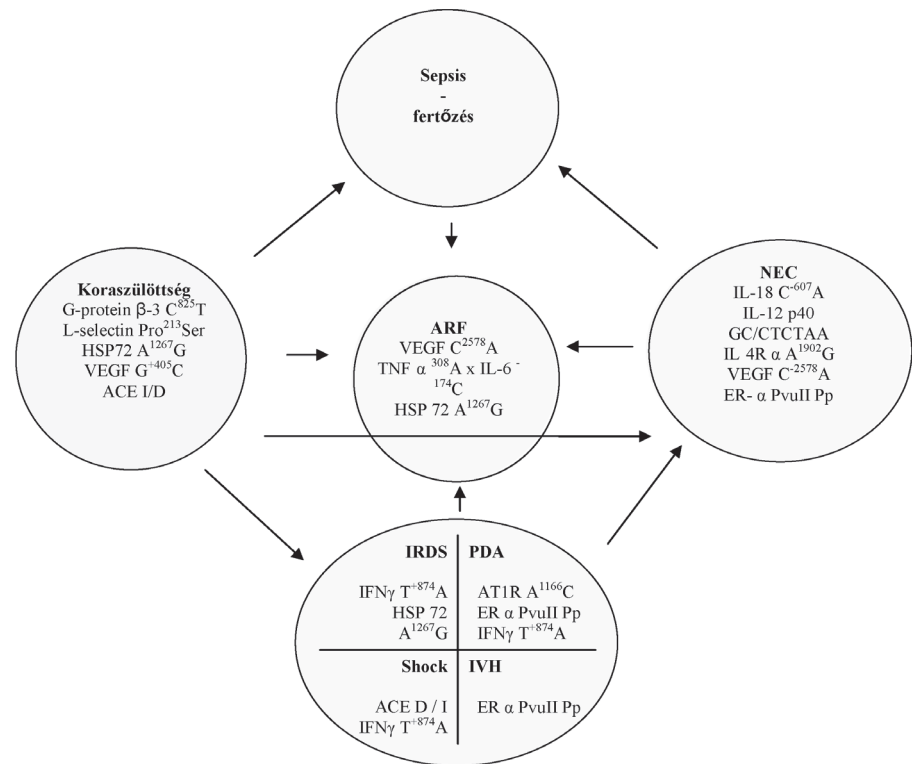 Sepsis
-
fertőzés
Koraszülöttség
G-protein β-3 C⁸²⁵T
L-selectin Pro²¹³Ser
HSP72 A¹²⁶⁷G
VEGF G⁺⁴⁰⁵C
ACE I/D
ARF
VEGF C²⁵⁷⁸A
TNF α ³⁰⁸A x IL-6 ⁻
¹⁷⁴C
HSP 72 A¹²⁶⁷G
NEC
IL-18 C⁻⁶⁰⁷A
IL-12 p40
GC/CTCTAA
IL 4R α A¹⁹⁰²G
VEGF C⁻²⁵⁷⁸A
ER- α PvuII Pp
IRDS
IFNγ T⁺⁸⁷⁴A
HSP 72
A¹²⁶⁷G
PDA
AT1R A¹¹⁶⁶C
ER α PvuII Pp
IFNγ T⁺⁸⁷⁴A
Shock
ACE D / I
IFNγ T⁺⁸⁷⁴A
IVH
ER α PvuII Pp